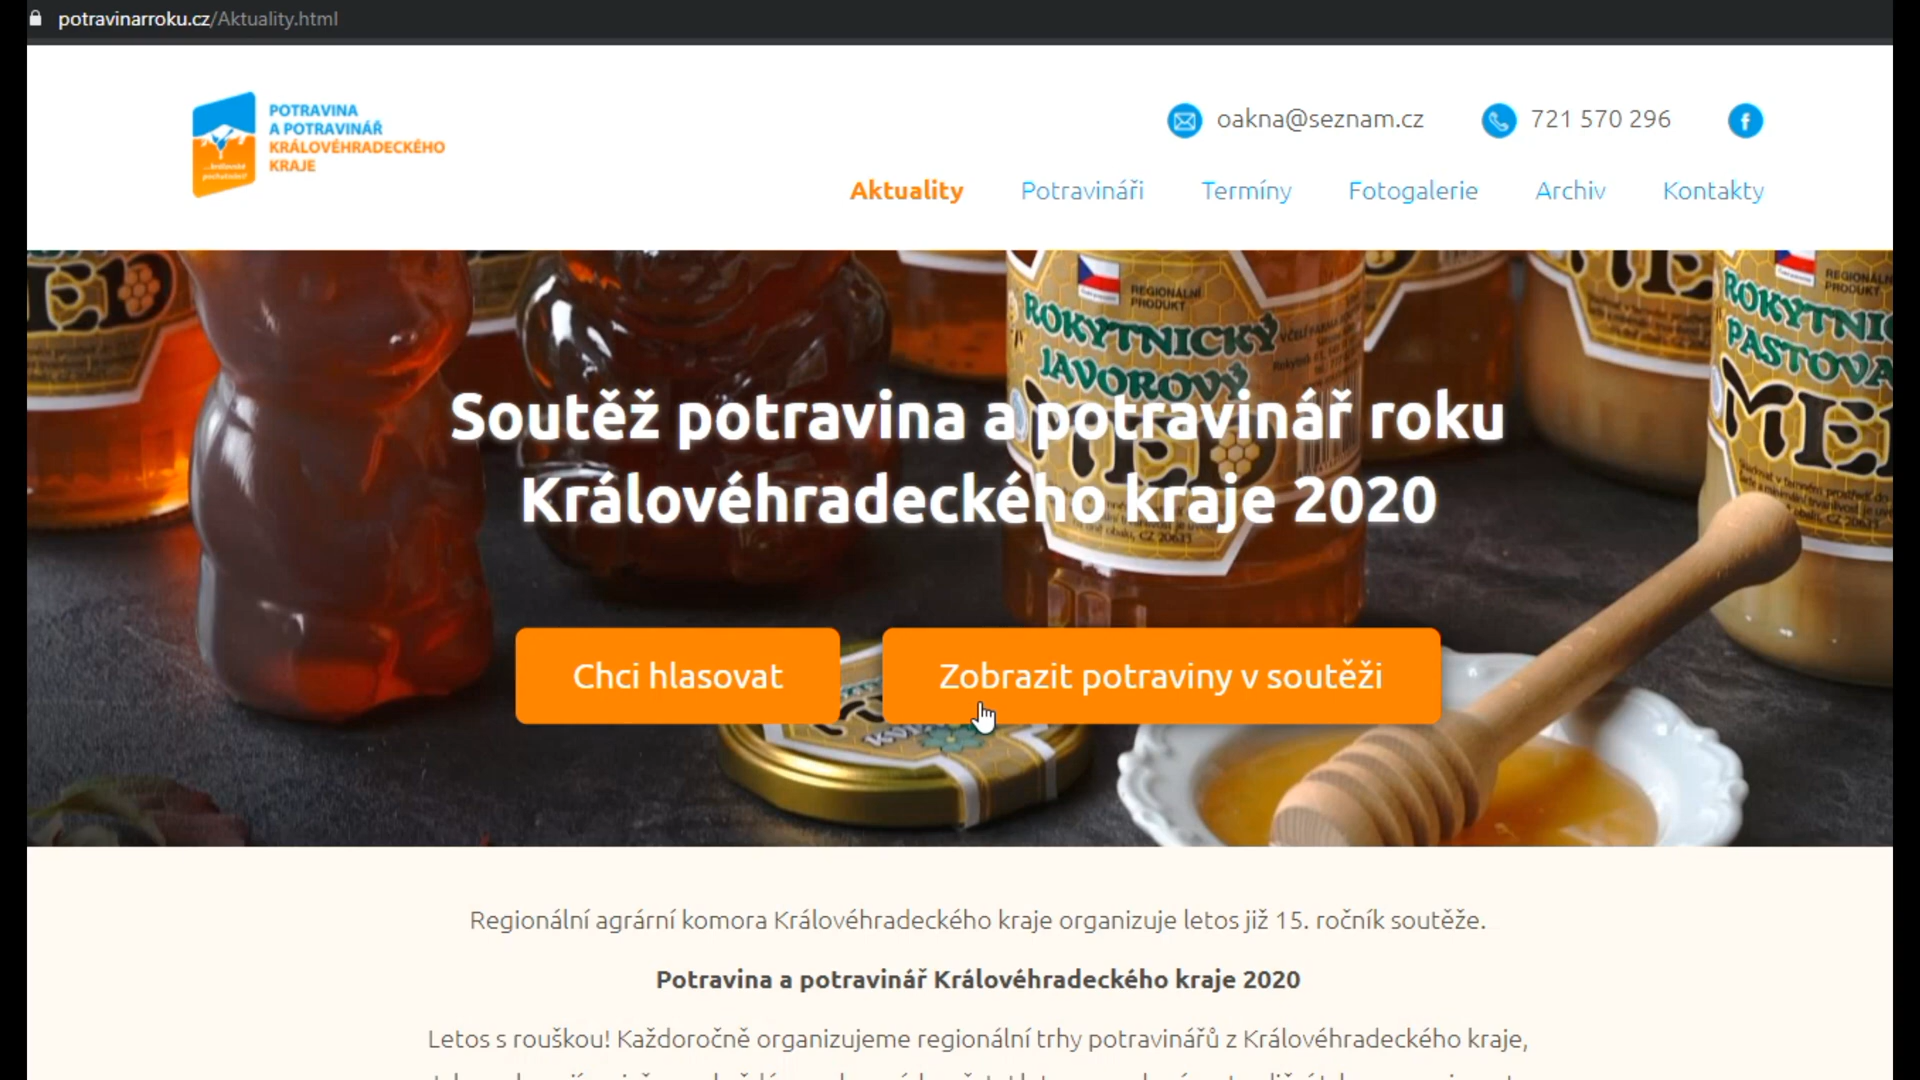 potravinarroku.cz/Aktuality.html
POTRAVINA
A POTRAVINÁŘ
KRÁLOVÉHRADECKÉHO
KRAJE
oakna@seznam.cz
721 570 296
Aktuality
Potravináři
Termíny
Fotogalerie
Archiv
Kontakty
MED
REGIONÁLNÍ
PRODUKT
ROKYTNICKÝ
JAVOROVÝ
MED
REGIONÁLNÍ
PRODUKT
Soutěž potravina a potravinář roku
Královéhradeckého kraje 2020
Chci hlasovat
Zobrazit potraviny v soutěži
Regionální agrární komora Královéhradeckého kraje organizuje letos již 15. ročník soutěže.
Potravina a potravinář Královéhradeckého kraje 2020
Letos s rouškou! Každoročně organizujeme regionální trhy potravinářů z Královéhradeckého kraje,